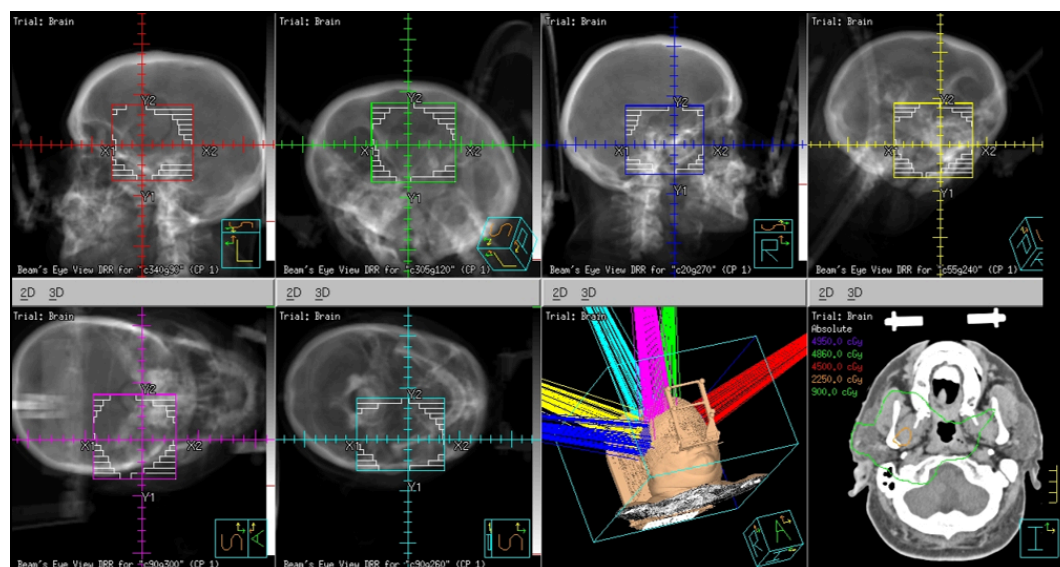 Trial: Brain
Y2
X1
X2
Y1
L
Beam's Eye View DRR for "c340g90" (CP 1)
Trial: Brain
Y2
X1
X2
Y1
S
L
Beam's Eye View DRR for "c305g120" (CP 1)
Trial: Brain
Y2
X1
X2
Y1
R
Beam's Eye View DRR for "c20g270" (CP 1)
Trial: Brain
Y2
X1
X2
Y1
R
Beam's Eye View DRR for "c55g240" (CP 1)
2D 3D
2D 3D
2D 3D
2D 3D
Trial: Brain
Y2
X1
X2
Y1
S
A
Beam's Eye View DRR for "c90g300" (CP 1)
Trial: Brain
Y2
X1
X2
Y1
S
Beam's Eye View DRR for "c90g260" (CP 1)
Trial: Brain
R
A
Trial: Brain
Absolute
4950.0 cGy
4860.0 cGy
4500.0 cGy
2250.0 cGy
900.0 cGy
I